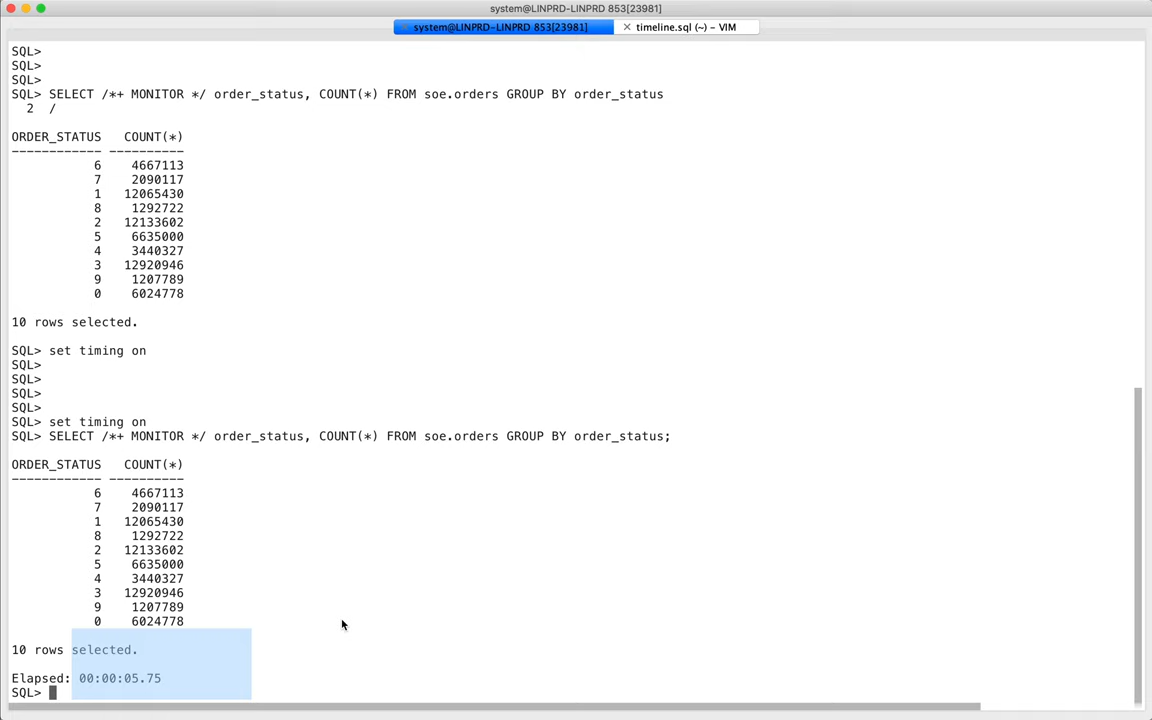 system@LINPRD-LINPRD 853[23981]
system@LINPRD-LINPRD 853[23981]
timeline.sql (~) – VIM
SQL>
SQL>
SQL>
SQL> SELECT /*+ MONITOR */ order_status, COUNT(*) FROM soe.orders GROUP BY order_status
2 /
ORDER_STATUS COUNT(*)
------------ ----------
6 4667113
7 2090117
1 12065430
8 1292722
2 12133602
5 6635000
4 3440327
3 12920946
9 1207789
0 6024778
10 rows selected.
SQL> set timing on
SQL>
SQL>
SQL>
SQL>
SQL> set timing on
SQL> SELECT /*+ MONITOR */ order_status, COUNT(*) FROM soe.orders GROUP BY order_status;
ORDER_STATUS COUNT(*)
------------ ----------
6 4667113
7 2090117
1 12065430
8 1292722
2 12133602
5 6635000
4 3440327
3 12920946
9 1207789
0 6024778
10 rows selected.
Elapsed: 00:00:05.75
SQL>